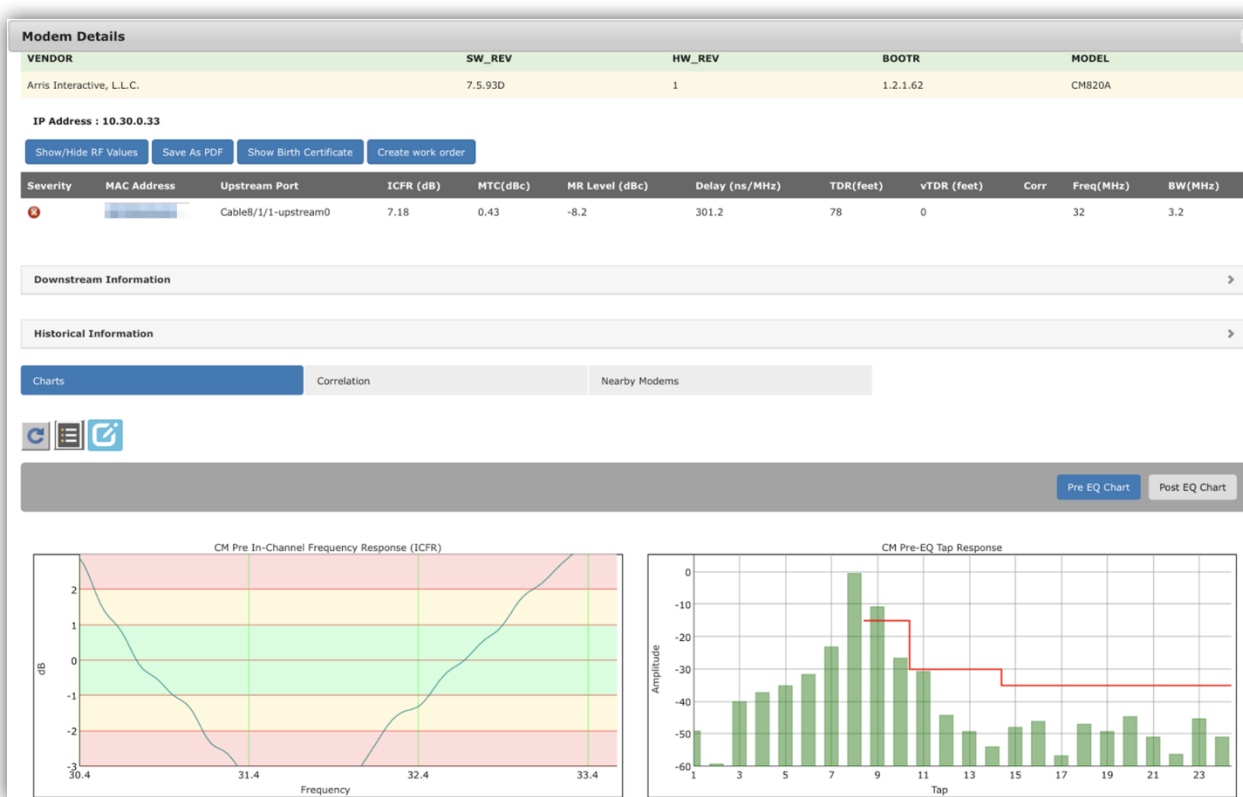 Modem Details
VENDOR SW_REV HW_REV BOOTR MODEL
Arris Interactive, L.L.C. 7.5.93D 1 1.2.1.62 CM820A
IP Address : 10.30.0.33
Show/Hide RF Values Save As PDF Show Birth Certificate Create work order
Severity MAC Address Upstream Port ICFR (dB) MTC(dBc) MR Level (dBc) Delay (ns/MHz) TDR(feet) vTDR (feet) Corr Freq(MHz) BW(MHz)
Cable8/1/1-upstream0 7.18 0.43 -8.2 301.2 78 0 32 3.2
Downstream Information
Historical Information
Charts Correlation Nearby Modems
Pre EQ Chart Post EQ Chart
CM Pre In-Channel Frequency Response (ICFR)
2
1
0
-1
-2
-3
dB
30.4 31.4 32.4 33.4
Frequency
CM Pre-EQ Tap Response
0
-10
-20
-30
-40
-50
-60
Amplitude
1 3 5 7 9 11 13 15 17 19 21 23
Tap